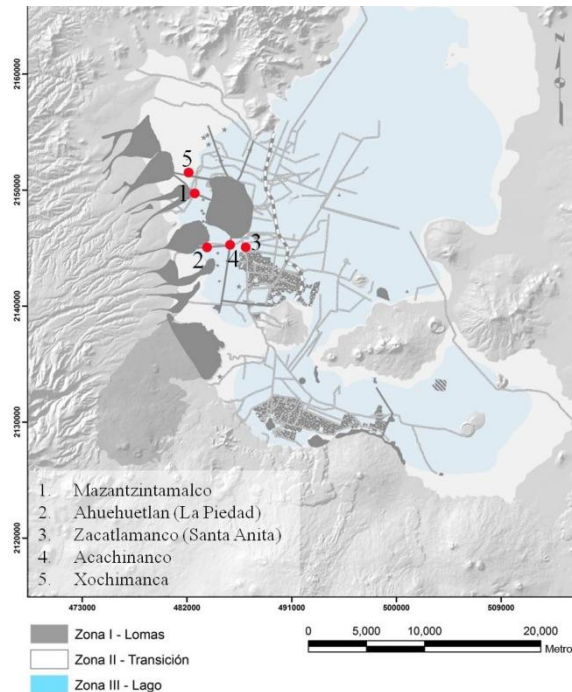 N
2160000
2150000
2140000
2130000
2120000
5
1
2
4
3
1. Mazantzintamalco
2. Ahuehuetlan (La Piedad)
3. Zacatlamanco (Santa Anita)
4. Acachinanco
5. Xochimanca
473000 482000 491000 500000 509000
Zona I - Lomas
Zona II - Transición
Zona III - Lago
0 5,000 10,000 20,000
Metro